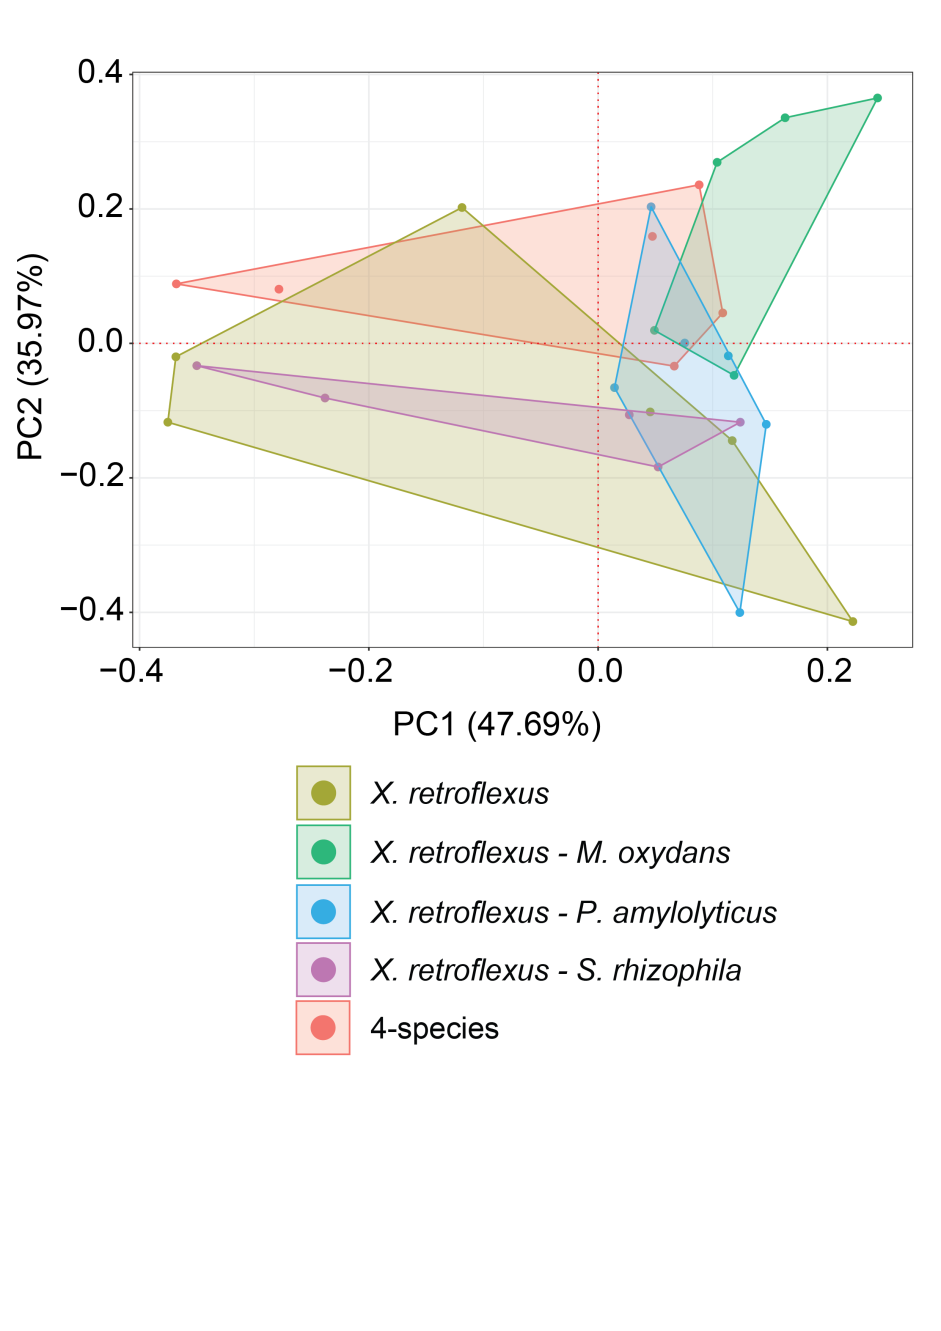 0.4
0.2
0.0
−0.2
−0.4
PC2 (35.97%)
−0.4 −0.2 0.0 0.2
PC1 (47.69%)
X. retroflexus
X. retroflexus - M. oxydans
X. retroflexus - P. amylolyticus
X. retroflexus - S. rhizophila
4-species